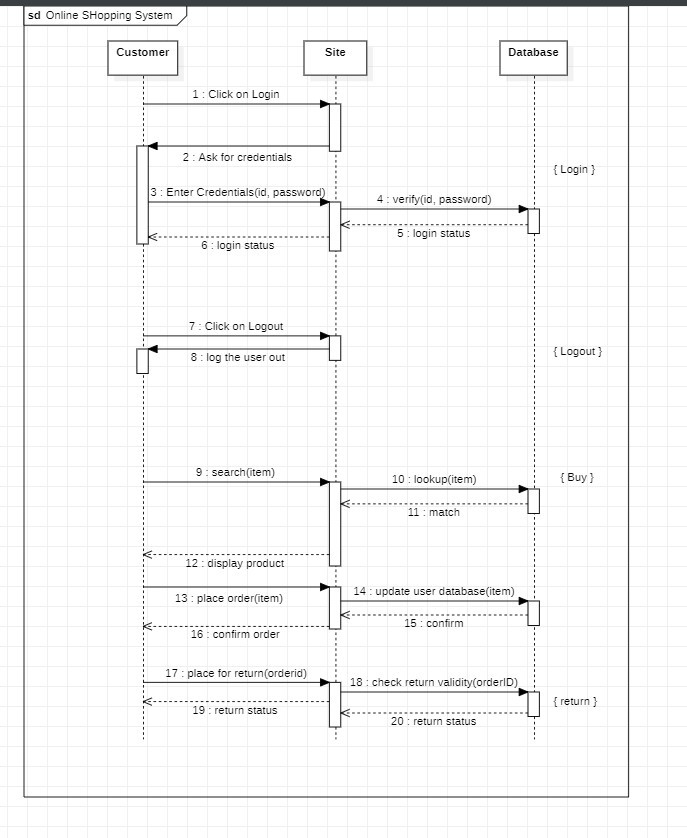 sd Online SHopping System
Customer
Site
Database
1 : Click on Login
2 : Ask for credentials
{ Login }
3 : Enter Credentials(id, password)
4 : verify(id, password)
5 : login status
6 : login status
7 : Click on Logout
{ Logout }
8 : log the user out
9 : search(item)
10 : lookup(item)
{ Buy }
11 : match
12 : display product
13 : place order(item)
14 : update user database(item)
15 : confirm
16 : confirm order
17 : place for return(orderid)
18 : check return validity(orderID)
{ return }
19 : return status
20 : return status